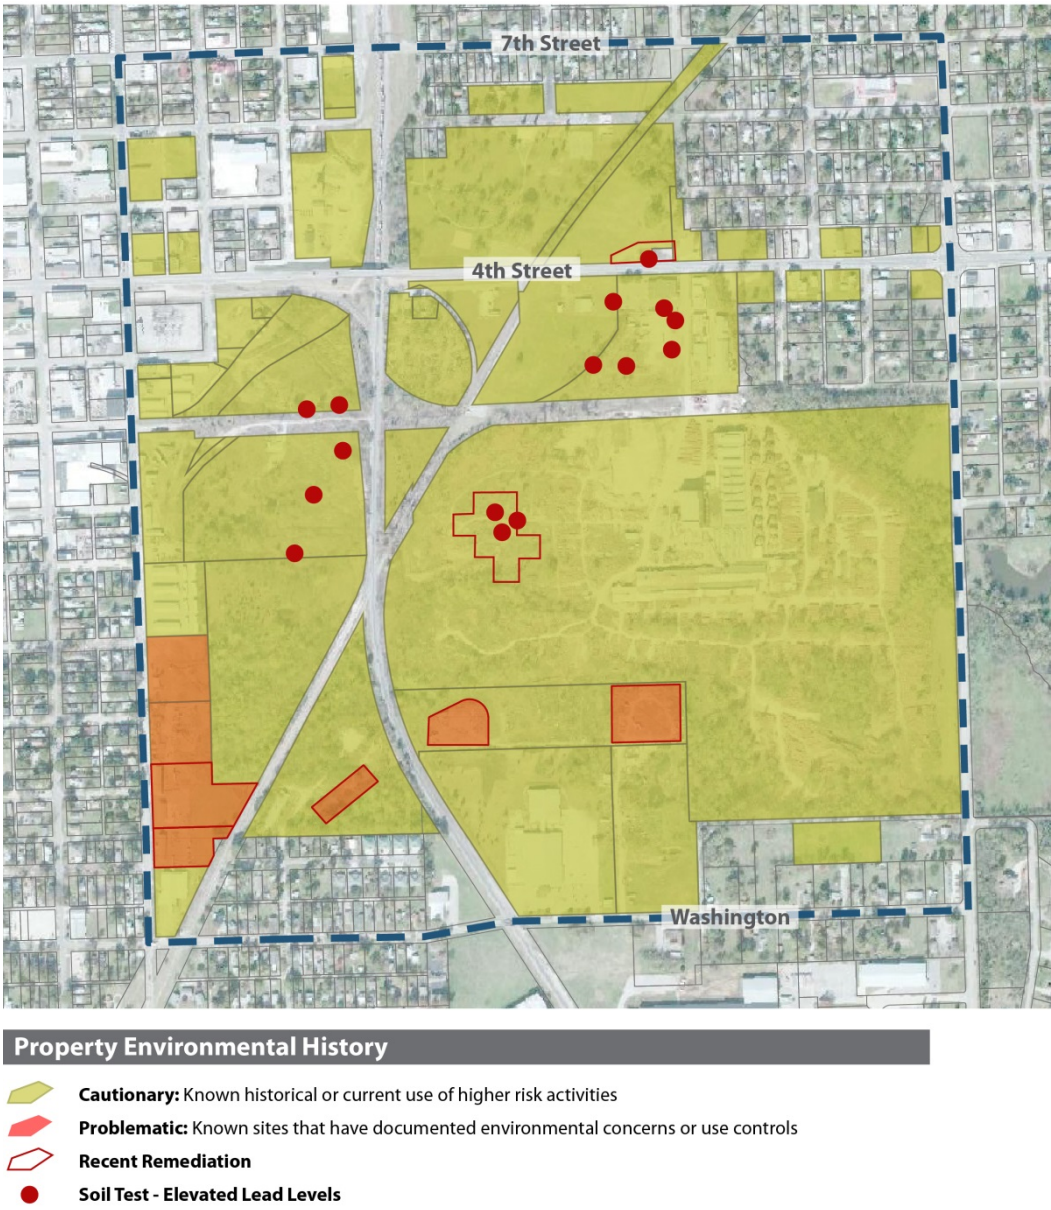 7th Street
4th Street
Washington
Property Environmental History
Cautionary: Known historical or current use of higher risk activities
Problematic: Known sites that have documented environmental concerns or use controls
Recent Remediation
Soil Test - Elevated Lead Levels